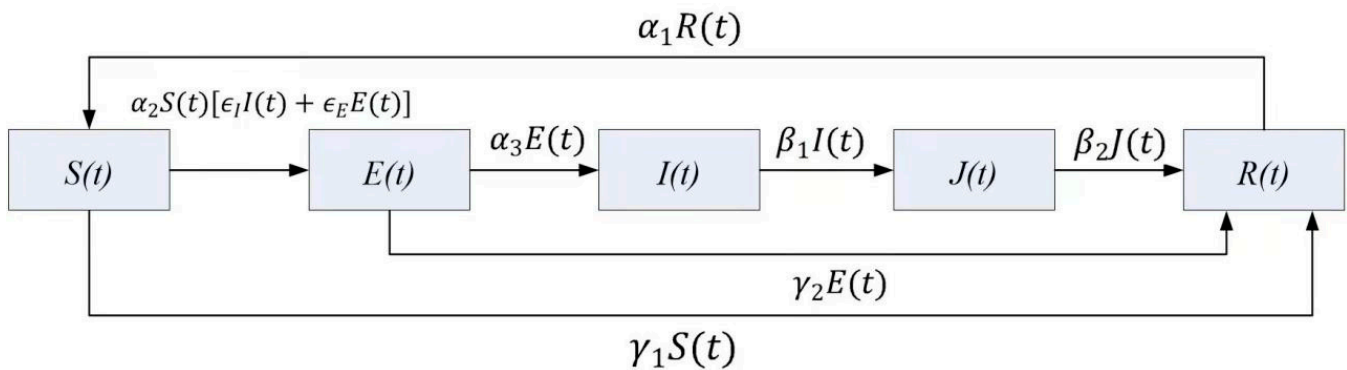 α₁R(t)
α₂S(t)[ϵ_I I(t) + ϵ_E E(t)]
α₃E(t)
β₁I(t)
β₂J(t)
S(t)
E(t)
I(t)
J(t)
R(t)
γ₂E(t)
γ₁S(t)